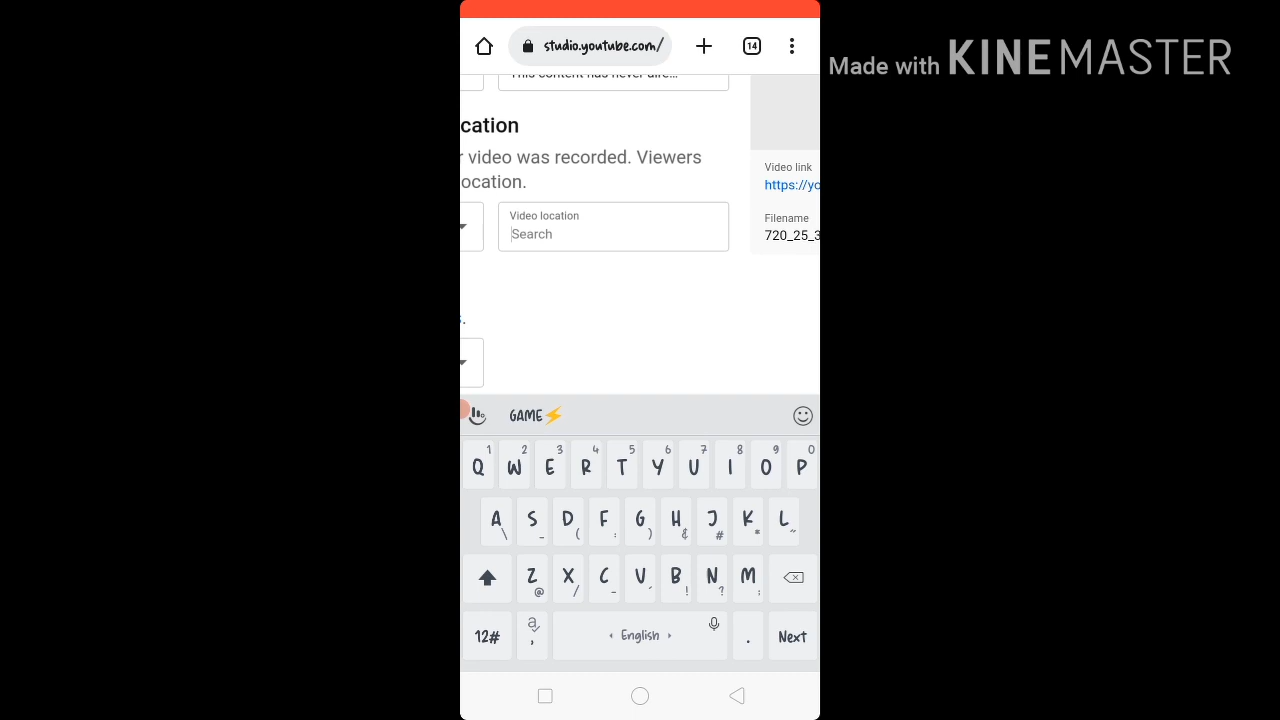 studio.youtube.com/
14
Made with KINEMASTER
This content has never aire...
cation
r video was recorded. Viewers
ocation.
Video location
Search
Video link
https://yo
Filename
720_25_3
s.
GAME⚡
1 2 3 4 5 6 7 8 9 0
Q W E R T Y U I O P
A S D F G H J K L
\ _ ( : ) & # * ~
Z X C V B N M
@ / - ' ! ? ;
12# a , English . Next